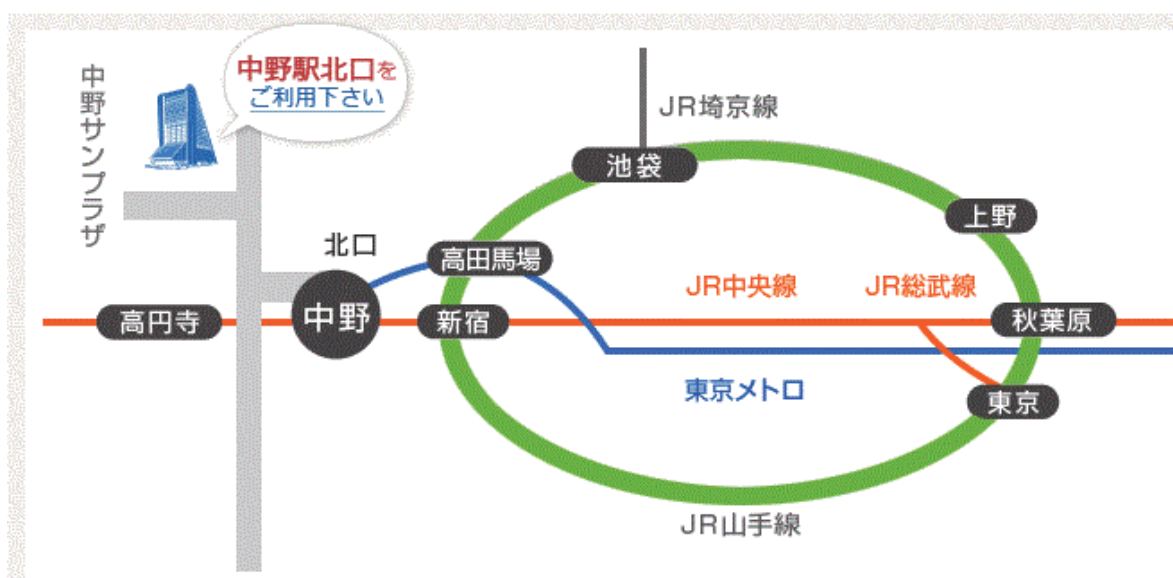 中野サンプラザ
中野駅北口を
ご利用下さい
JR埼京線
池袋
上野
北口
高田馬場
JR中央線
JR総武線
高円寺
中野
新宿
秋葉原
東京メトロ
東京
JR山手線